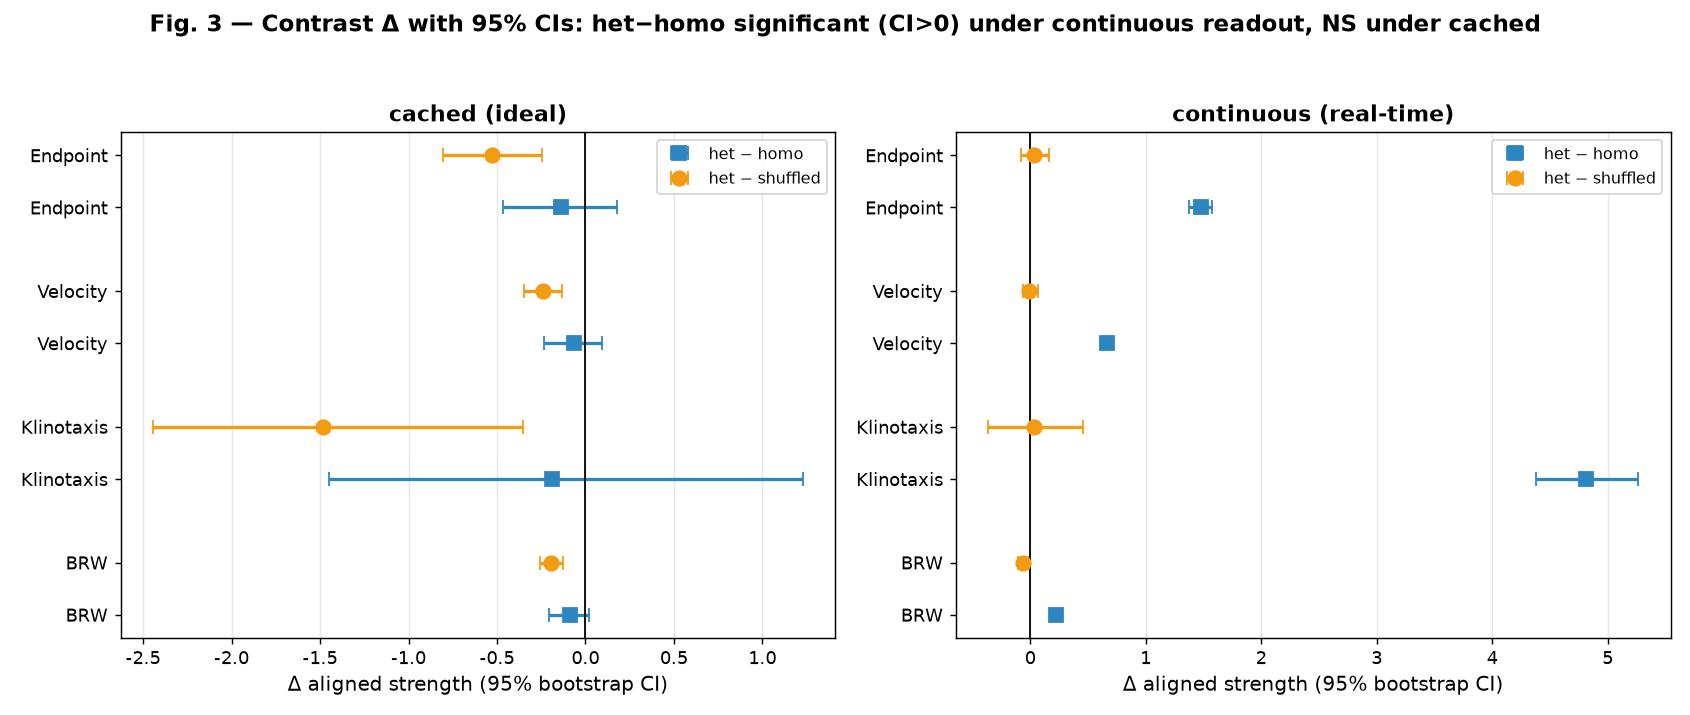 Fig. 3 — Contrast Δ with 95% CIs: het−homo significant (CI>0) under continuous readout, NS under cached
cached (ideal)
Endpoint
Endpoint
Velocity
Velocity
Klinotaxis
Klinotaxis
BRW
BRW
het − homo
het − shuffled
-2.5 -2.0 -1.5 -1.0 -0.5 0.0 0.5 1.0
Δ aligned strength (95% bootstrap CI)
continuous (real-time)
Endpoint
Endpoint
Velocity
Velocity
Klinotaxis
Klinotaxis
BRW
BRW
het − homo
het − shuffled
0 1 2 3 4 5
Δ aligned strength (95% bootstrap CI)